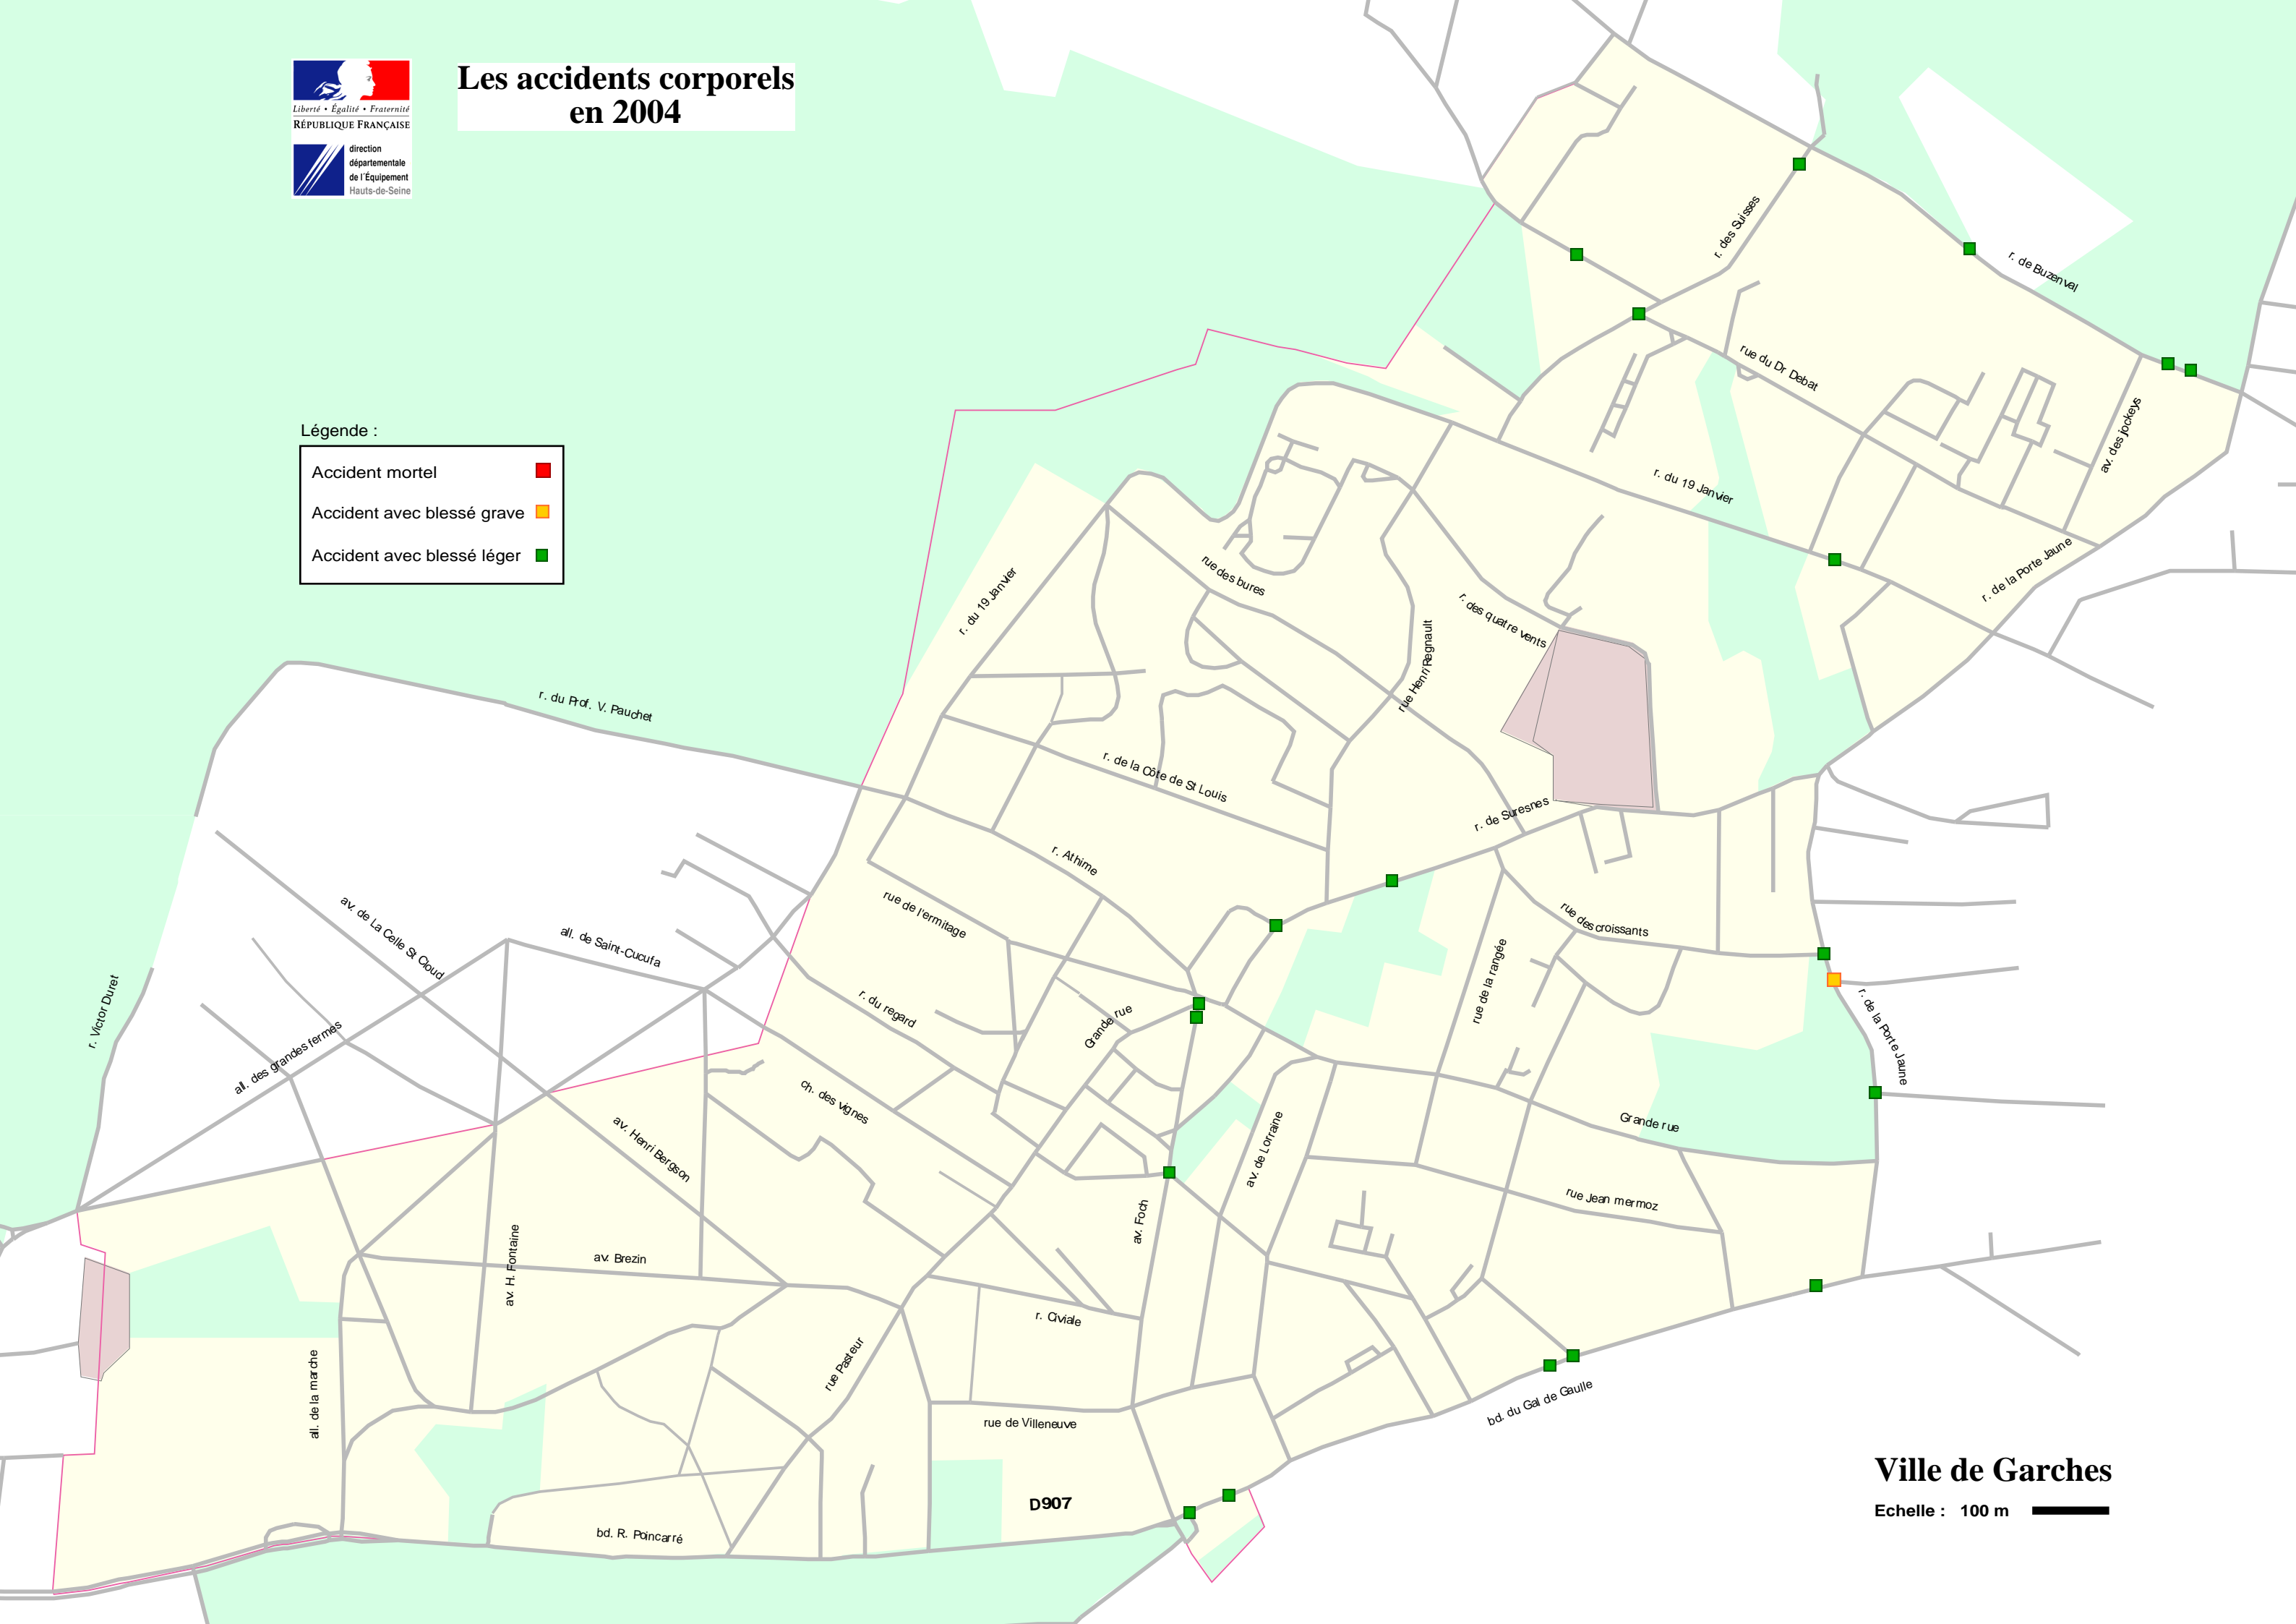 Les accidents corporels
en 2004
Liberté • Égalité • Fraternité
RÉPUBLIQUE FRANÇAISE
direction
départementale
de l'Équipement
Hauts-de-Seine
r. des Suisses
r. de Buzenval
rue du Dr Debat
av. des jockeys
Légende :
Accident mortel
Accident avec blessé grave
Accident avec blessé léger
r. du 19 Janvier
rue des bures
r. du 19 Janvier
r. de la Porte Jaune
r. des quatre vents
rue Henri Regnault
r. du Prof. V. Pauchet
r. de la Côte de St Louis
r. de Suresnes
r. Athime
rue de l'ermitage
av. de La Celle St Cloud
all. de Saint-Cucufa
rue des croissants
rue de la rangée
r. Victor Duret
r. du regard
Grande rue
all. des grandes fermes
r. de la Porte Jaune
ch. des vignes
av. Henri Bergson
av. de Lorraine
Grande rue
rue Jean mermoz
av. Foch
av. H. Fontaine
av. Brezin
r. Civiale
rue Pasteur
all. de la marche
rue de Villeneuve
bd. du Gal de Gaulle
D907
bd. R. Poincarré
Ville de Garches
Echelle : 100 m